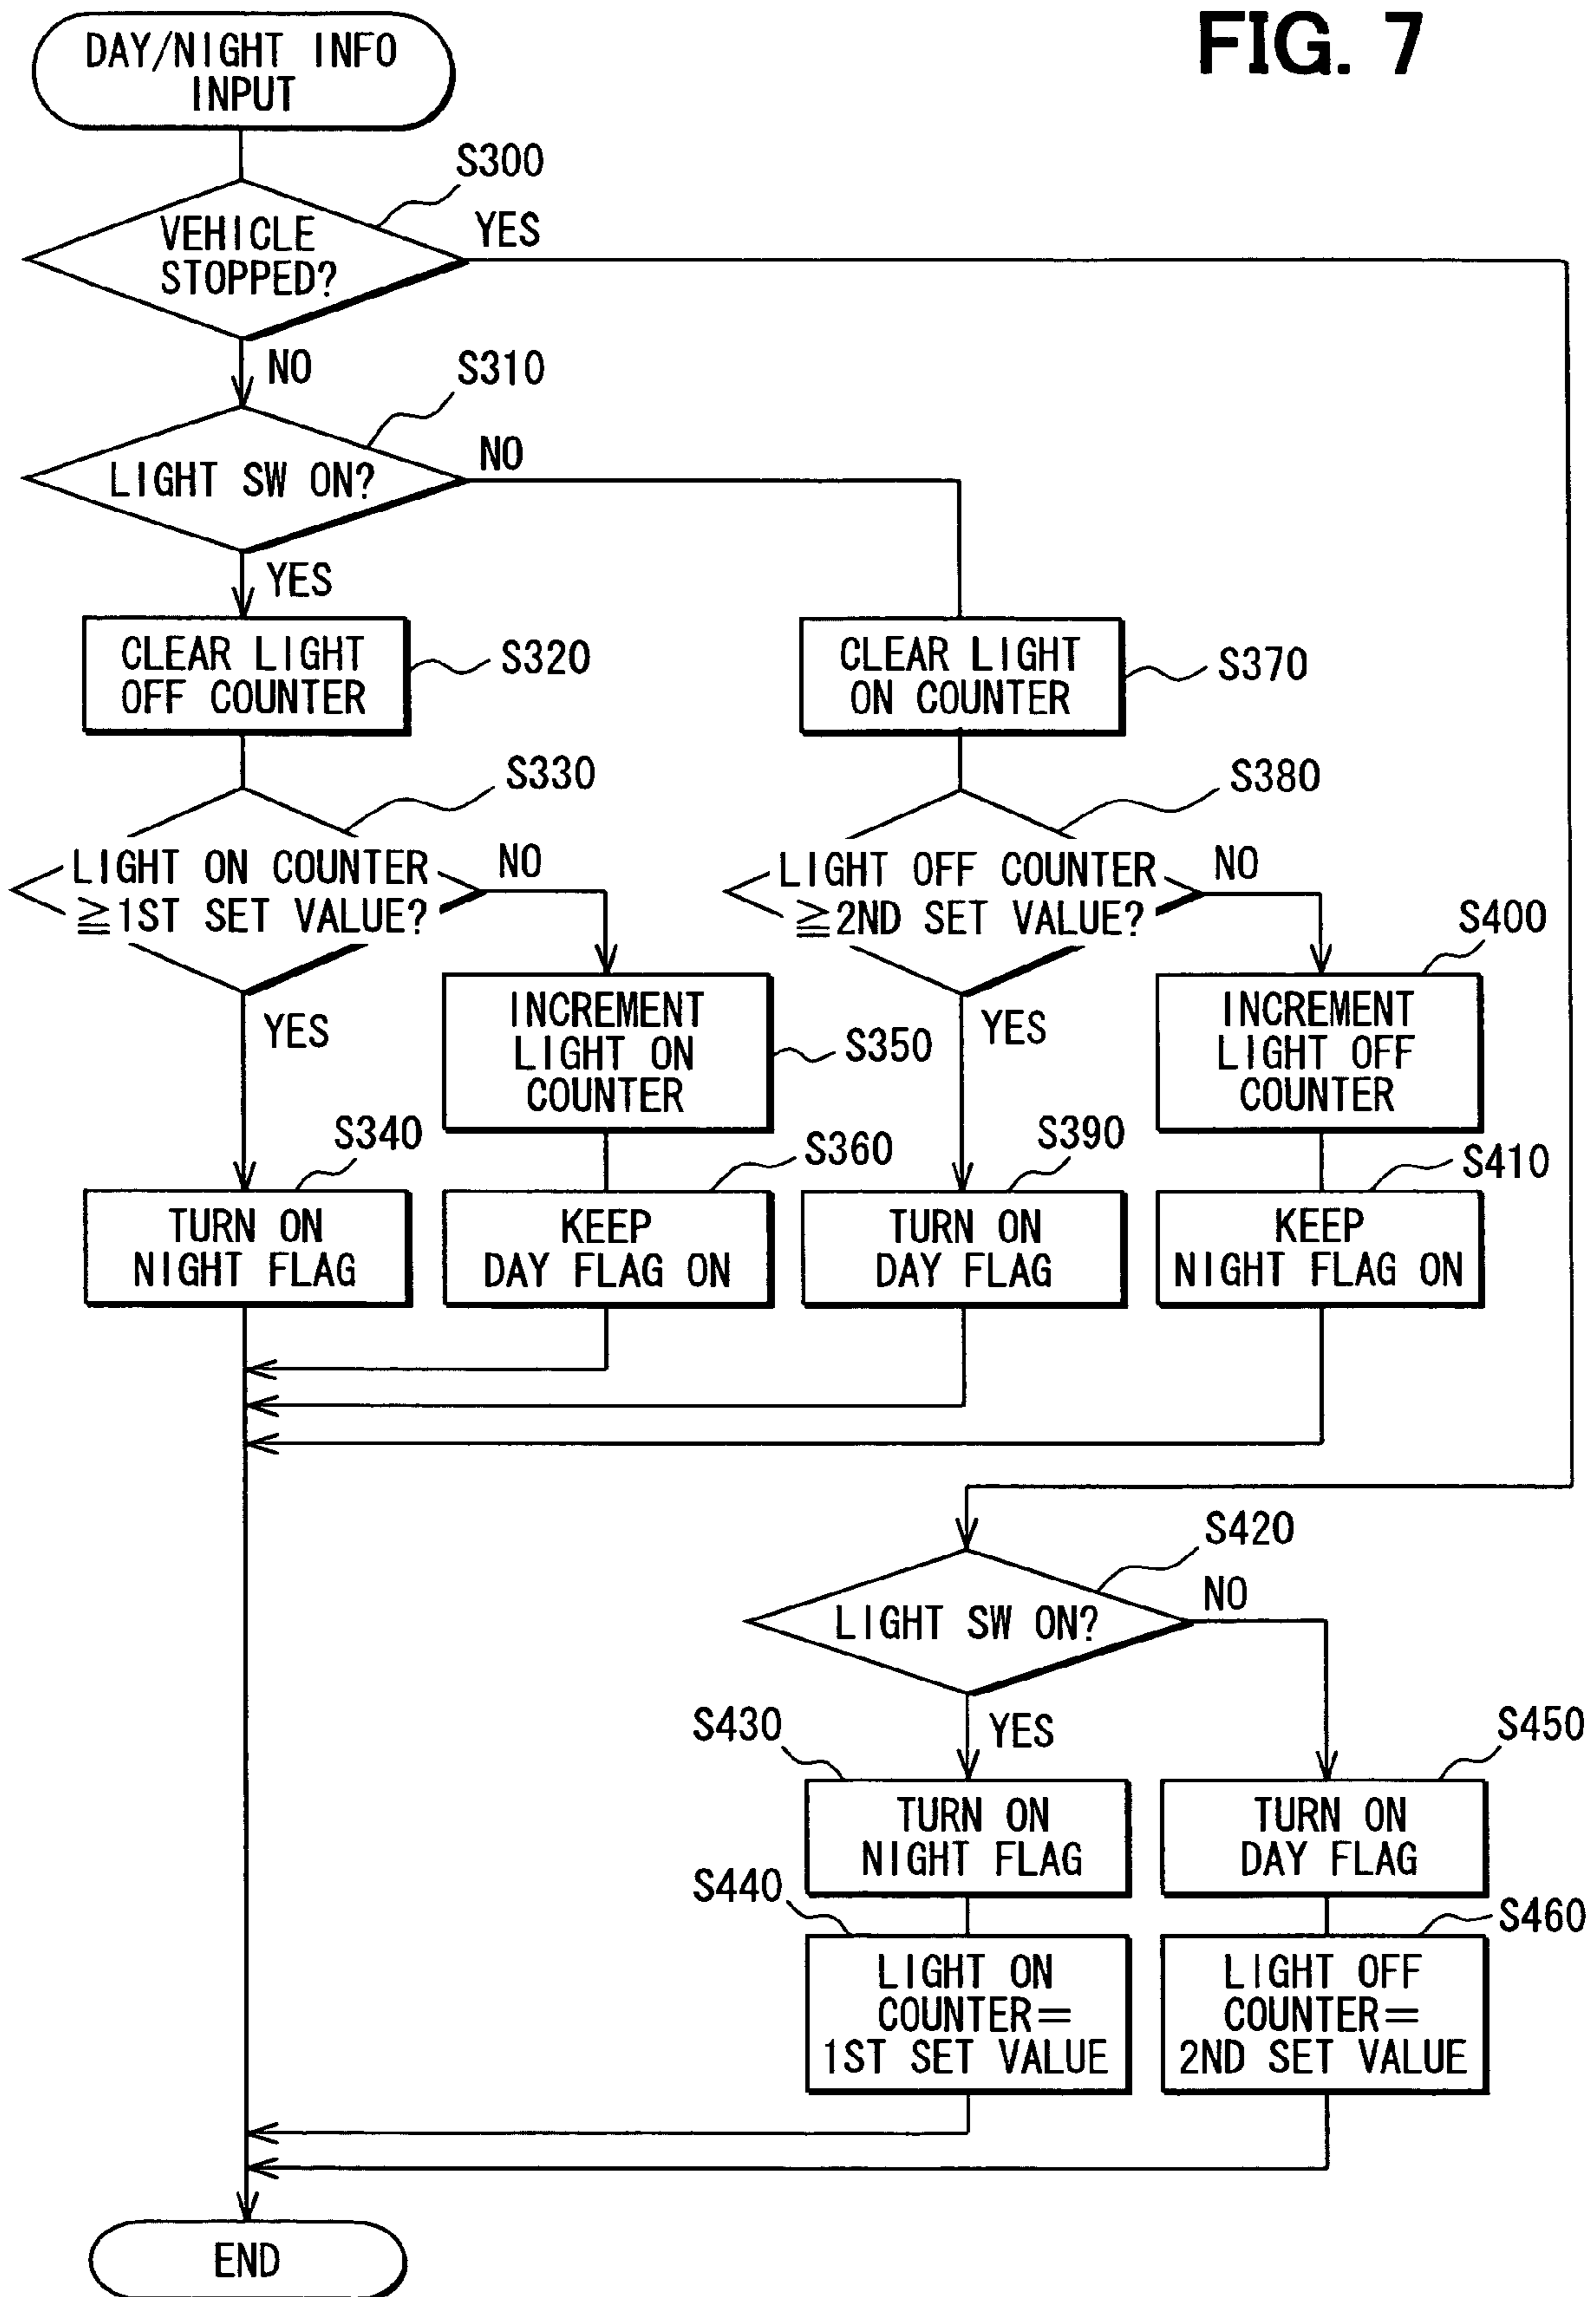 FIG. 7
DAY/NIGHT INFO
INPUT
S300
VEHICLE
STOPPED?
YES
NO
S310
LIGHT SW ON?
NO
YES
CLEAR LIGHT
OFF COUNTER
S320
CLEAR LIGHT
ON COUNTER
S370
S330
LIGHT ON COUNTER
≧1ST SET VALUE?
NO
YES
S380
LIGHT OFF COUNTER
≧2ND SET VALUE?
NO
YES
INCREMENT
LIGHT ON
COUNTER
S350
S400
INCREMENT
LIGHT OFF
COUNTER
S340
TURN ON
NIGHT FLAG
S360
KEEP
DAY FLAG ON
S390
TURN ON
DAY FLAG
S410
KEEP
NIGHT FLAG ON
S420
LIGHT SW ON?
NO
YES
S430
TURN ON
NIGHT FLAG
S450
TURN ON
DAY FLAG
S440
LIGHT ON
COUNTER=
1ST SET VALUE
S460
LIGHT OFF
COUNTER=
2ND SET VALUE
END